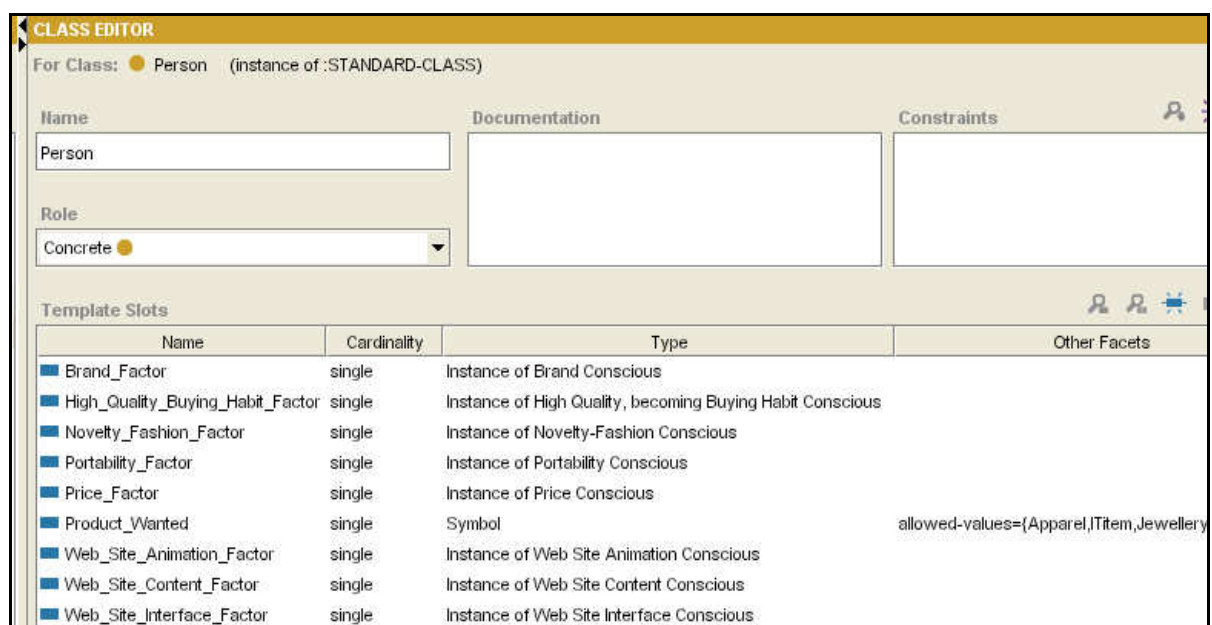 CLASS EDITOR
For Class: Person (instance of :STANDARD-CLASS)
Name Documentation Constraints
Person
Role
Concrete
Template Slots
Name Cardinality Type Other Facets
Brand_Factor single Instance of Brand Conscious
High_Quality_Buying_Habit_Factor single Instance of High Quality, becoming Buying Habit Conscious
Novelty_Fashion_Factor single Instance of Novelty-Fashion Conscious
Portability_Factor single Instance of Portability Conscious
Price_Factor single Instance of Price Conscious
Product_Wanted single Symbol allowed-values={Apparel,ITitem,Jewellery
Web_Site_Animation_Factor single Instance of Web Site Animation Conscious
Web_Site_Content_Factor single Instance of Web Site Content Conscious
Web_Site_Interface_Factor single Instance of Web Site Interface Conscious